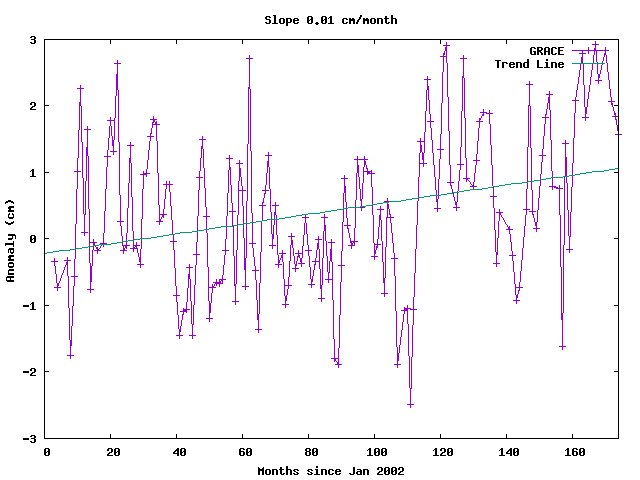 Slope 0.01 cm/month
GRACE
Trend Line
3
2
1
0
-1
-2
-3
Anomaly (cm)
0 20 40 60 80 100 120 140 160
Months since Jan 2002